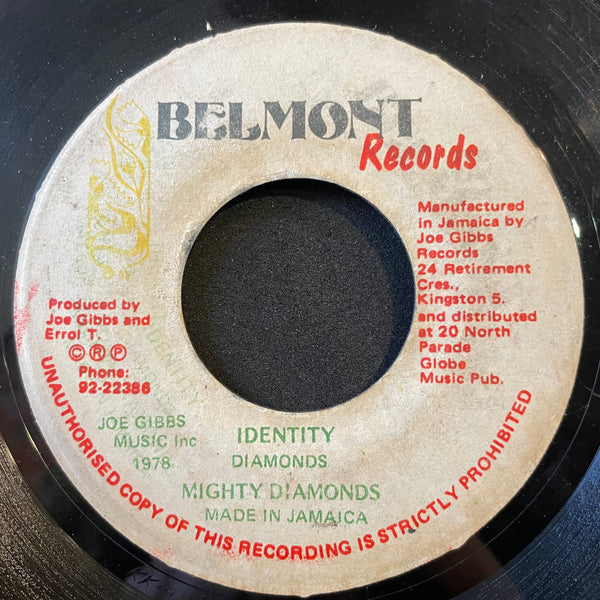 BELMONT
Records
Manufactured
in Jamaica by
Joe Gibbs
Records
24 Retirement
Cres.,
Kingston 5.
and distributed
at 20 North
Parade
Globe
Music Pub.
Produced by
Joe Gibbs and
Errol T.
Ⓒ Ⓡ Ⓟ
Phone:
92-22386
JOE GIBBS
MUSIC Inc
1978
IDENTITY
DIAMONDS
MIGHTY DIAMONDS
MADE IN JAMAICA
UNAUTHORISED COPY OF THIS RECORDING IS STRICTLY PROHIBITED